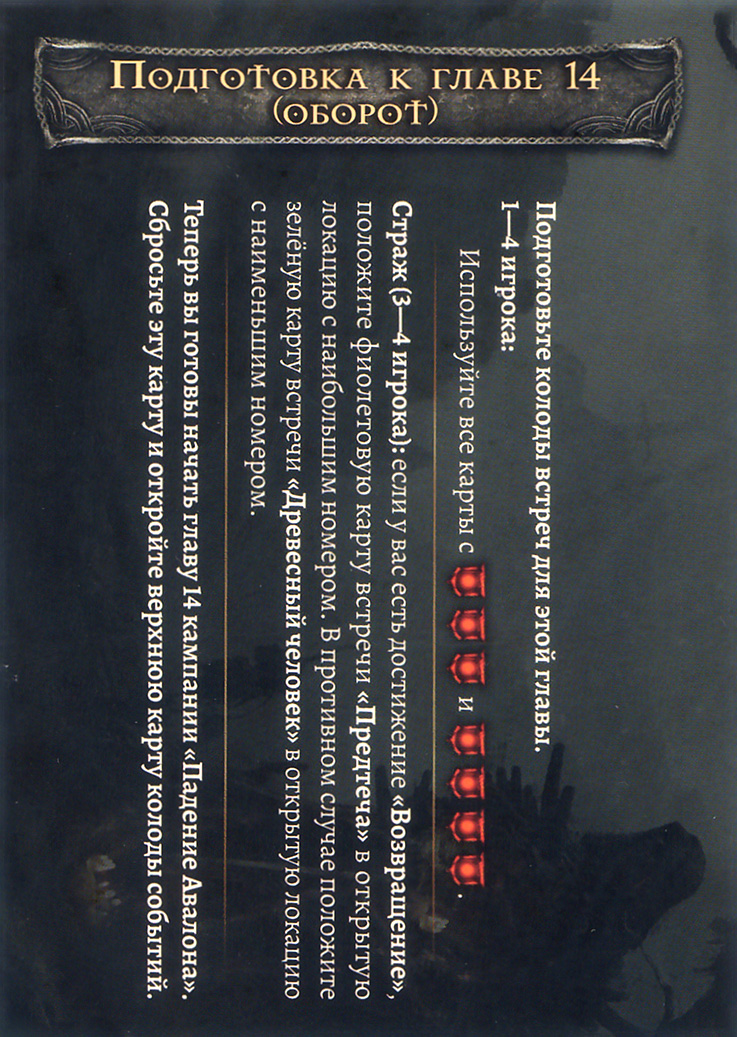 Подготовка к главе 14
(оборот)
Подготовьте колоды встреч для этой главы.
1—4 игрока:
Используйте все карты с и .
Страж (3—4 игрока): если у вас есть достижение «Возвращение»,
положите фиолетовую карту встречи «Предтеча» в открытую
локацию с наибольшим номером. В противном случае положите
зелёную карту встречи «Древесный человек» в открытую локацию
с наименьшим номером.
Теперь вы готовы начать главу 14 кампании «Падение Авалона».
Сбросьте эту карту и откройте верхнюю карту колоды событий.